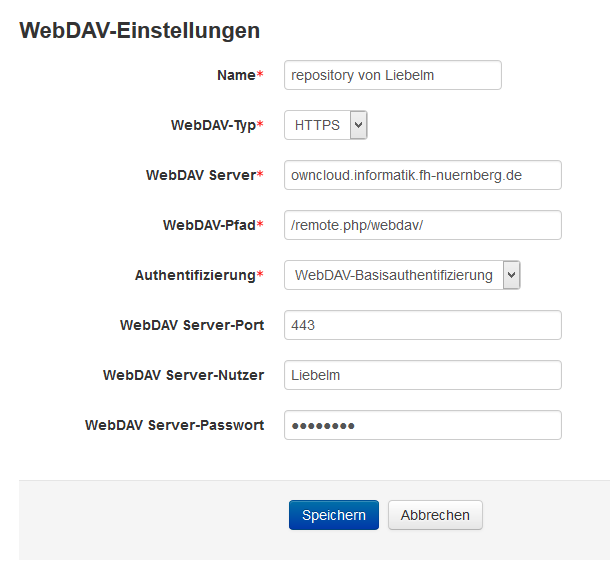 WebDAV-Einstellungen
Name* repository von Liebelm
WebDAV-Typ* HTTPS
WebDAV Server* owncloud.informatik.fh-nuernberg.de
WebDAV-Pfad* /remote.php/webdav/
Authentifizierung* WebDAV-Basisauthentifizierung
WebDAV Server-Port 443
WebDAV Server-Nutzer Liebelm
WebDAV Server-Passwort ●●●●●●●●
Speichern Abbrechen